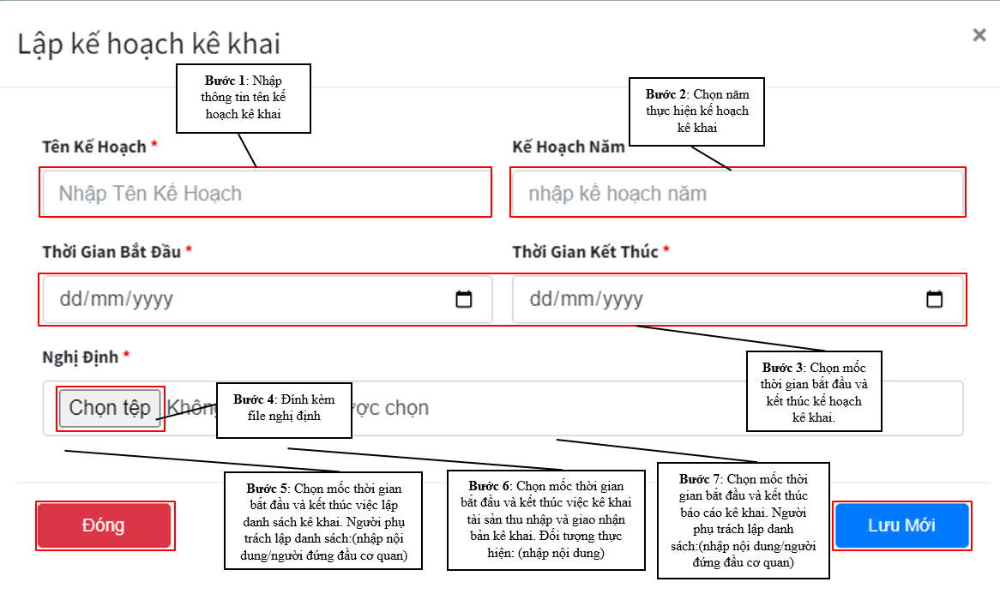 Lập kế hoạch kê khai
×
Bước 1: Nhập
thông tin tên kế
hoạch kê khai
Bước 2: Chọn năm
thực hiện kế hoạch
kê khai
Tên Kế Hoạch *
Kế Hoạch Năm
Nhập Tên Kế Hoạch
nhập kế hoạch năm
Thời Gian Bắt Đầu *
Thời Gian Kết Thúc *
dd/mm/yyyy
dd/mm/yyyy
Nghị Định *
Bước 3: Chọn mốc
thời gian bắt đầu và
kết thúc kế hoạch
kê khai.
Chọn tệp
chọn
Bước 4: Đính kèm
file nghị định
Bước 5: Chọn mốc thời gian
bắt đầu và kết thúc việc lập
danh sách kê khai. Người phụ
trách lập danh sách:(nhập nội
dung/người đứng đầu cơ quan)
Bước 6: Chọn mốc thời gian
bắt đầu và kết thúc việc kê khai
tài sản thu nhập và giao nhận
bản kê khai. Đối tượng thực
hiện: (nhập nội dung)
Bước 7: Chọn mốc thời
gian bắt đầu và kết thúc
báo cáo kê khai. Người
phụ trách lập danh
sách:(nhập nội dung/người
đứng đầu cơ quan)
Đóng
Lưu Mới